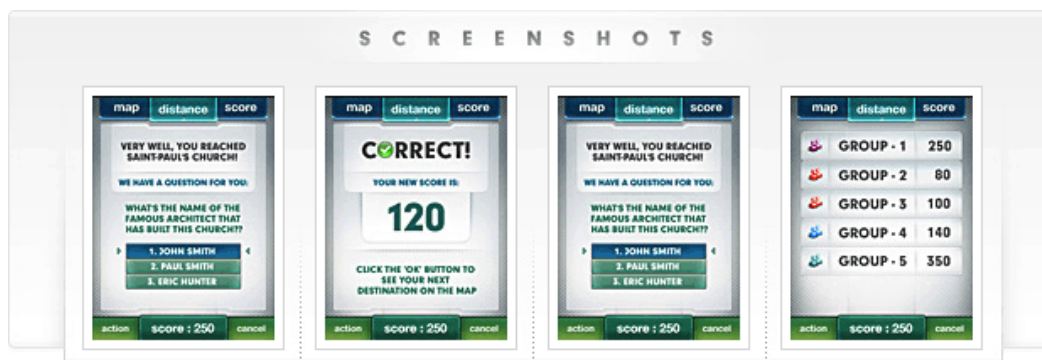 SCREENSHOTS
map distance score
VERY WELL, YOU REACHED
SAINT-PAUL'S CHURCH!
WE HAVE A QUESTION FOR YOU:
WHAT'S THE NAME OF THE
FAMOUS ARCHITECT THAT
HAS BUILT THIS CHURCH??
1. JOHN SMITH
2. PAUL SMITH
3. ERIC HUNTER
action score : 250 cancel
map distance score
CORRECT!
YOUR NEW SCORE IS:
120
CLICK THE 'OK' BUTTON TO
SEE YOUR NEXT
DESTINATION ON THE MAP
action score : 250 cancel
map distance score
VERY WELL, YOU REACHED
SAINT-PAUL'S CHURCH!
WE HAVE A QUESTION FOR YOU:
WHAT'S THE NAME OF THE
FAMOUS ARCHITECT THAT
HAS BUILT THIS CHURCH??
1. JOHN SMITH
2. PAUL SMITH
3. ERIC HUNTER
action score : 250 cancel
map distance score
GROUP - 1 250
GROUP - 2 80
GROUP - 3 100
GROUP - 4 140
GROUP - 5 350
action score : 250 cancel